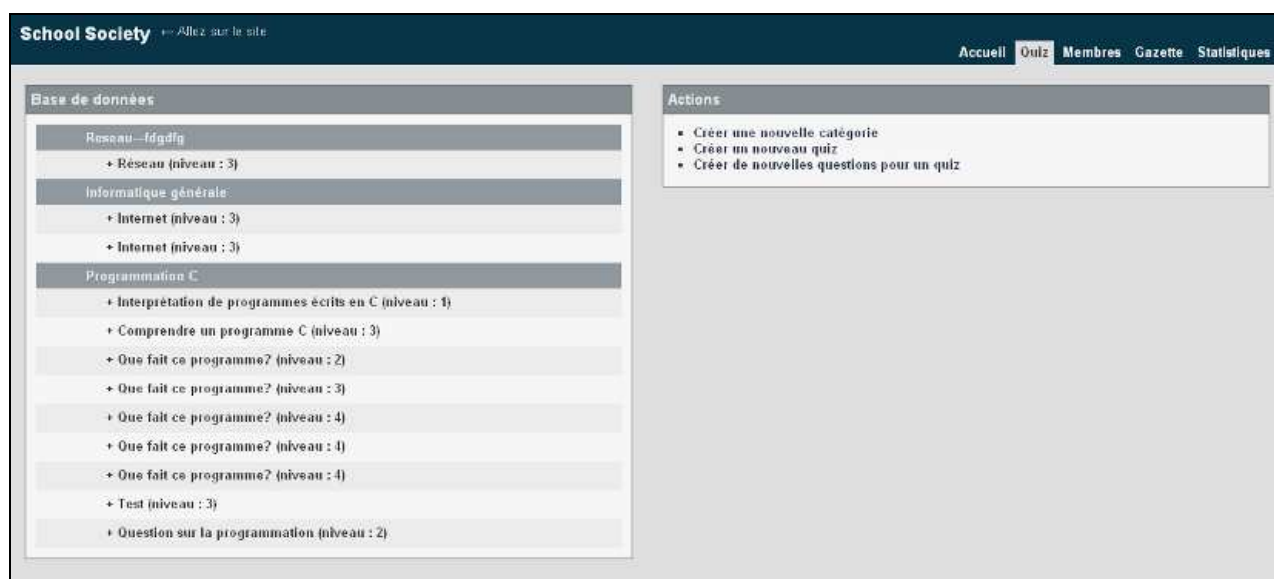 School Society ← Allez sur le site
Accueil Quiz Membres Gazette Statistiques
Base de données
Reseau--fdgdfg
+ Réseau (niveau : 3)
Informatique générale
+ Internet (niveau : 3)
+ Internet (niveau : 3)
Programmation C
+ Interprétation de programmes écrits en C (niveau : 1)
+ Comprendre un programme C (niveau : 3)
+ Que fait ce programme? (niveau : 2)
+ Que fait ce programme? (niveau : 3)
+ Que fait ce programme? (niveau : 4)
+ Que fait ce programme? (niveau : 4)
+ Que fait ce programme? (niveau : 4)
+ Test (niveau : 3)
+ Question sur la programmation (niveau : 2)
Actions
▪ Créer une nouvelle catégorie
▪ Créer un nouveau quiz
▪ Créer de nouvelles questions pour un quiz